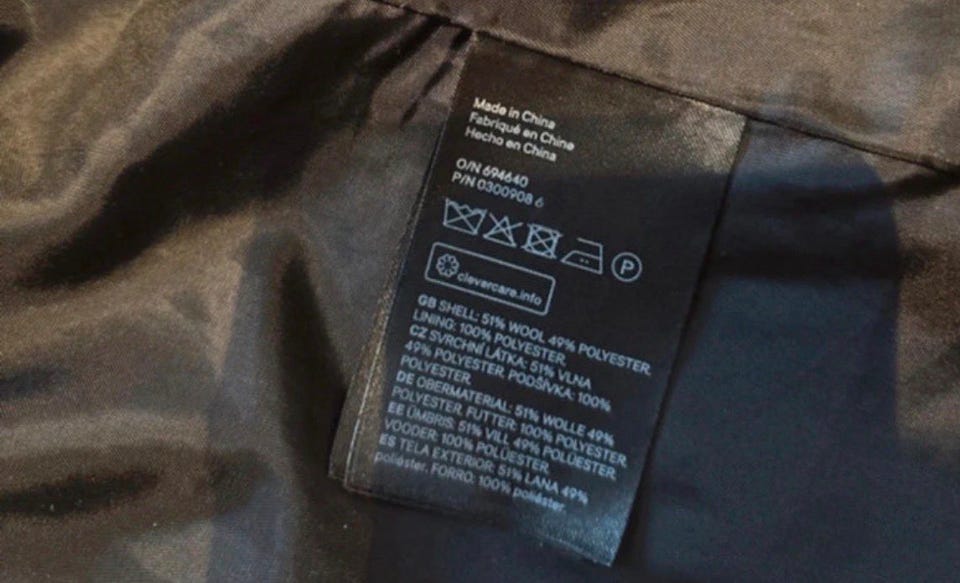 Made in China
Fabriqué en Chine
Hecho en China
O/N 694640
P/N 0300908 6
P
clevercare.info
GB SHELL: 51% WOOL 49% POLYESTER.
LINING: 100% POLYESTER.
CZ SVRCHNÍ LÁTKA: 51% VLNA
49% POLYESTER. PODŠÍVKA: 100%
POLYESTER.
DE OBERMATERIAL: 51% WOLLE 49%
POLYESTER. FUTTER: 100% POLYESTER.
EE ÜMBRIS: 51% VILL 49% POLÜESTER.
VOODER: 100% POLÜESTER.
ES TELA EXTERIOR: 51% LANA 49%
poliéster. FORRO: 100% poliéster.